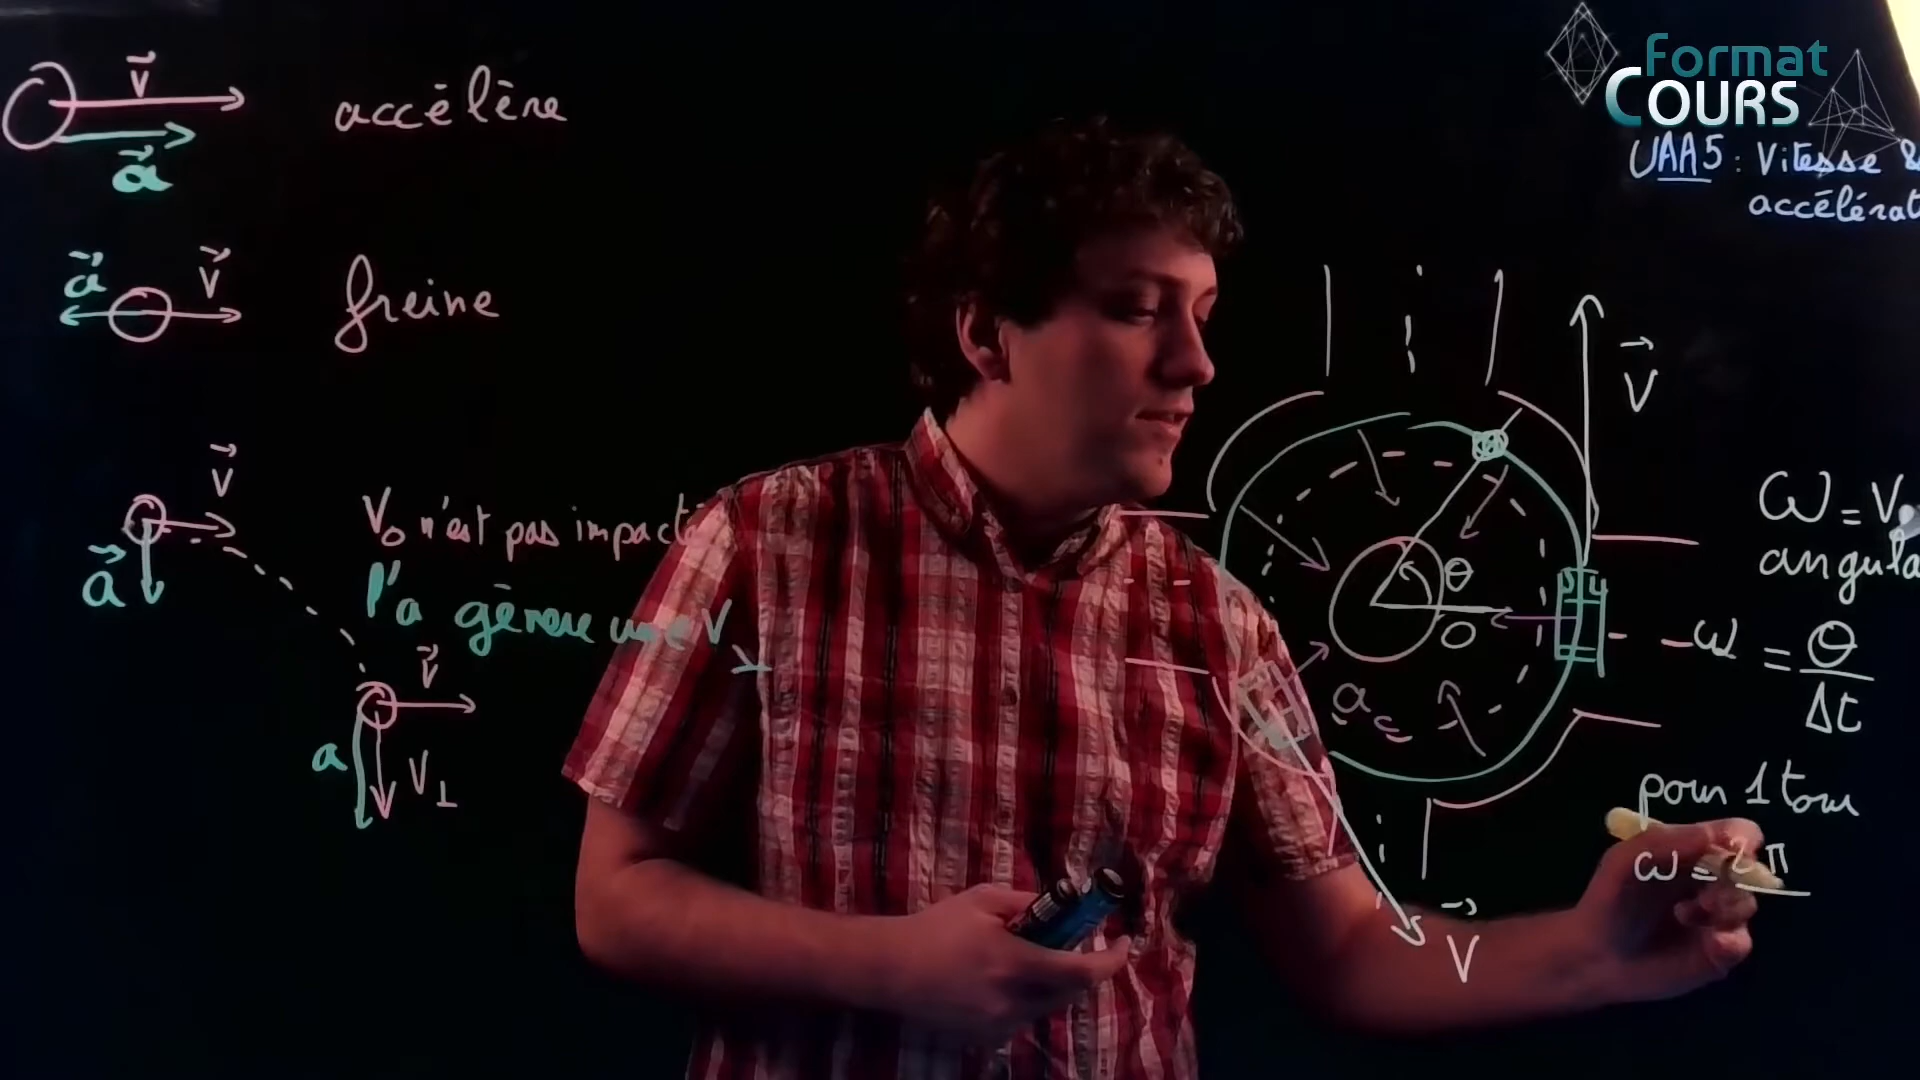 Format
COURS
UAA5 : Vitesse &
accélérat
v
a
accélère
a
v
freine
v
a
V0 n'est pas impacté
l'a génère une V⊥
v
a
V⊥
V
ω = V
angula
θ
O
ω = θ
Δt
ac
pour 1 tour
ω = 2π
V